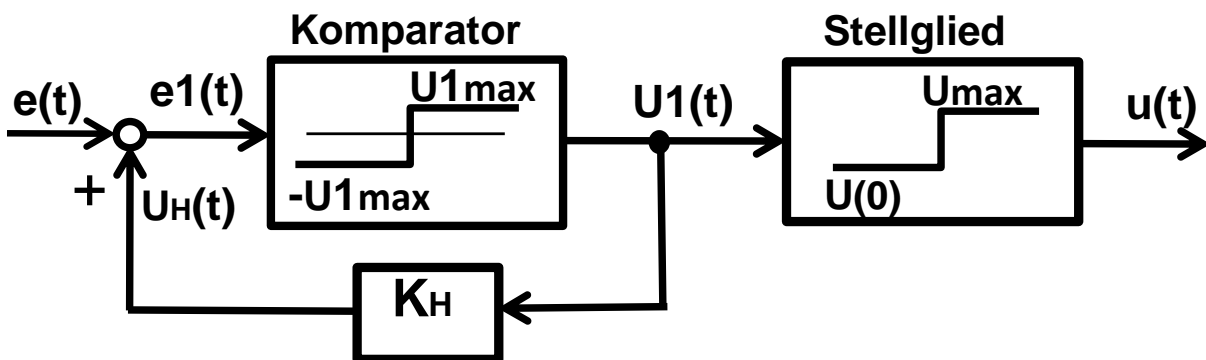 Komparator
Stellglied
e(t)
e1(t)
U1max
-U1max
U1(t)
Umax
U(0)
u(t)
+
UH(t)
KH